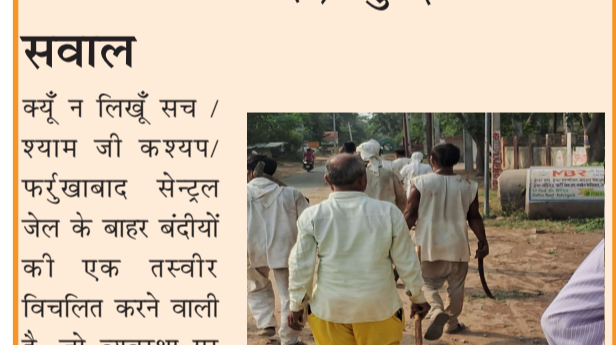 सवाल
क्यूँ न लिखूँ सच /
श्याम जी कश्यप/
फर्रुखाबाद सेन्ट्रल
जेल के बाहर बंदीयों
की एक तस्वीर
विचलित करने वाली
MBR